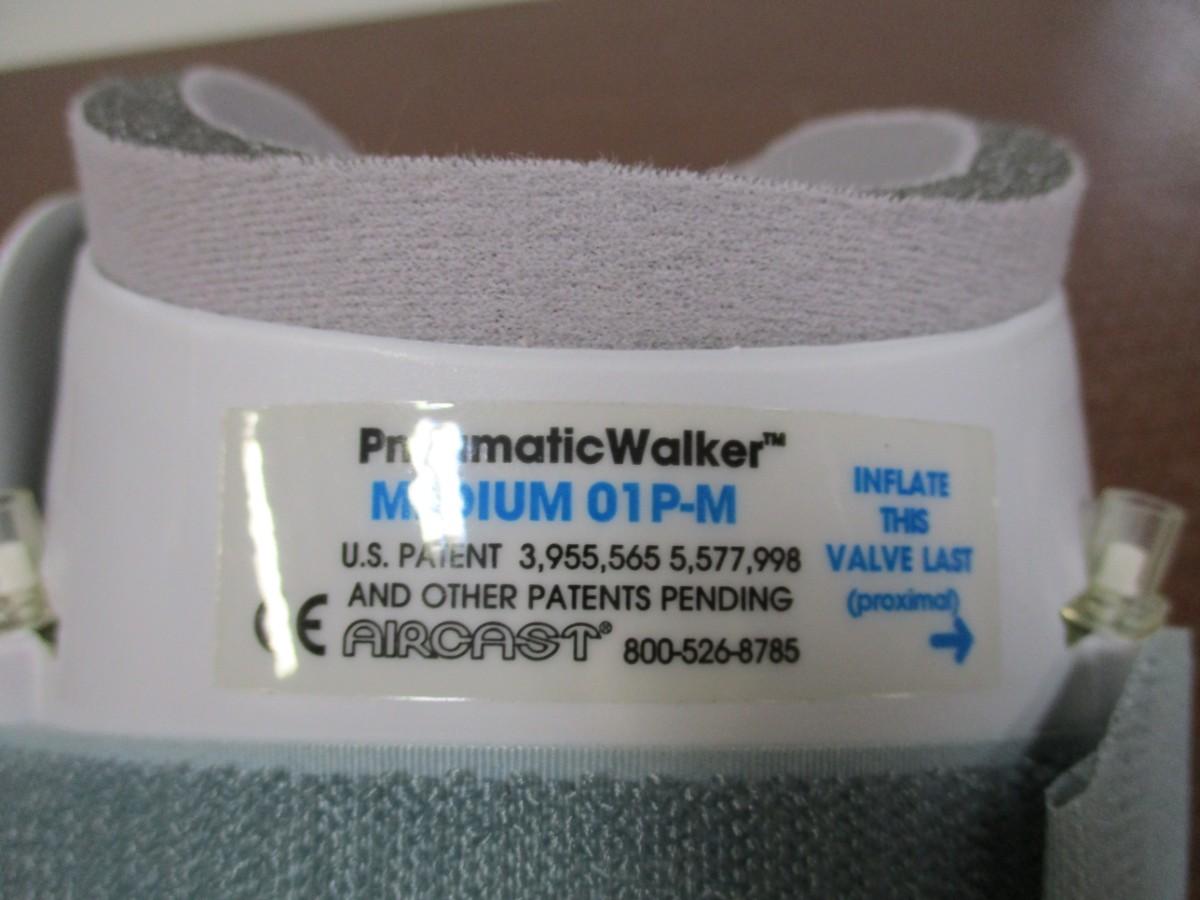 PneumaticWalker™
MEDIUM 01P-M
U.S. PATENT 3,955,565 5,577,998
AND OTHER PATENTS PENDING
CE AIRCAST® 800-526-8785
INFLATE
THIS
VALVE LAST
(proximal)